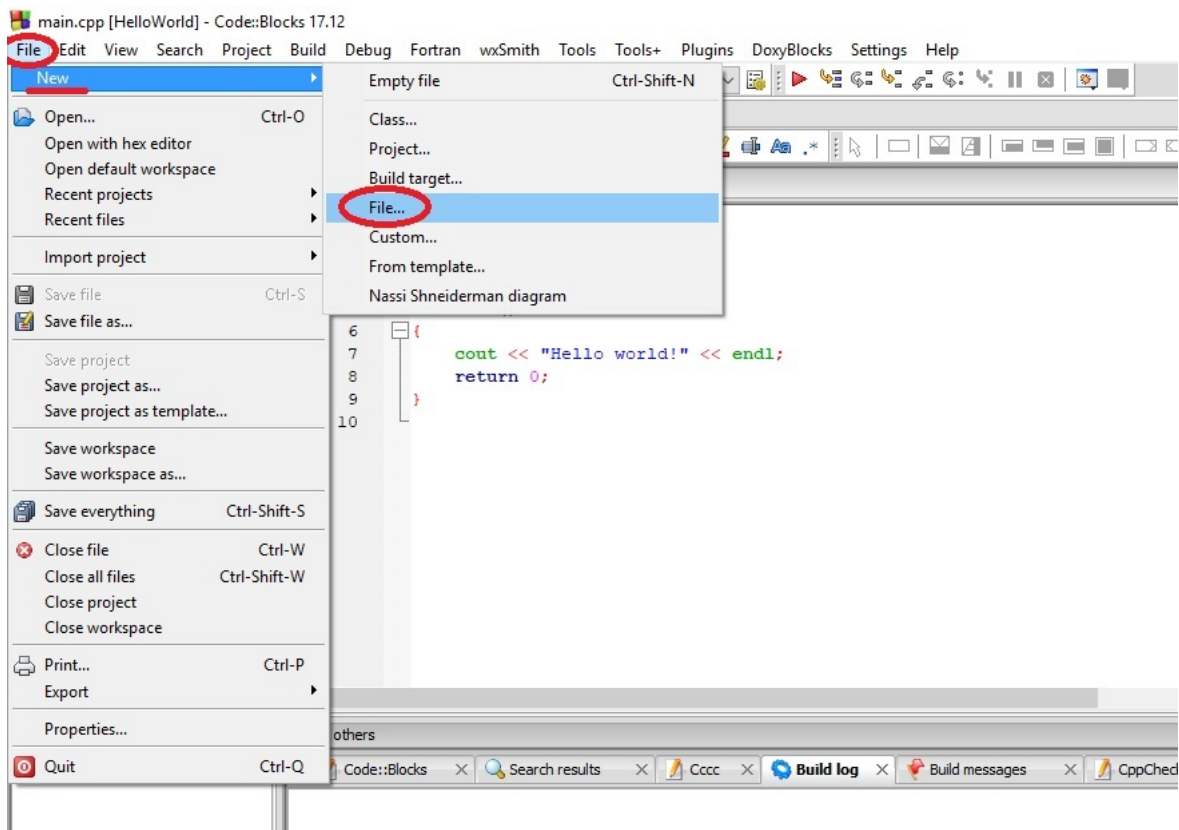 main.cpp [HelloWorld] - Code::Blocks 17.12
File Edit View Search Project Build Debug Fortran wxSmith Tools Tools+ Plugins DoxyBlocks Settings Help
New
Open... Ctrl-O
Open with hex editor
Open default workspace
Recent projects
Recent files
Import project
Save file Ctrl-S
Save file as...
Save project
Save project as...
Save project as template...
Save workspace
Save workspace as...
Save everything Ctrl-Shift-S
Close file Ctrl-W
Close all files Ctrl-Shift-W
Close project
Close workspace
Print... Ctrl-P
Export
Properties...
Quit Ctrl-Q
Empty file Ctrl-Shift-N
Class...
Project...
Build target...
File...
Custom...
From template...
Nassi Shneiderman diagram
6 {
7 cout << "Hello world!" << endl;
8 return 0;
9 }
10
others
Code::Blocks Search results Cccc Build log Build messages CppChec